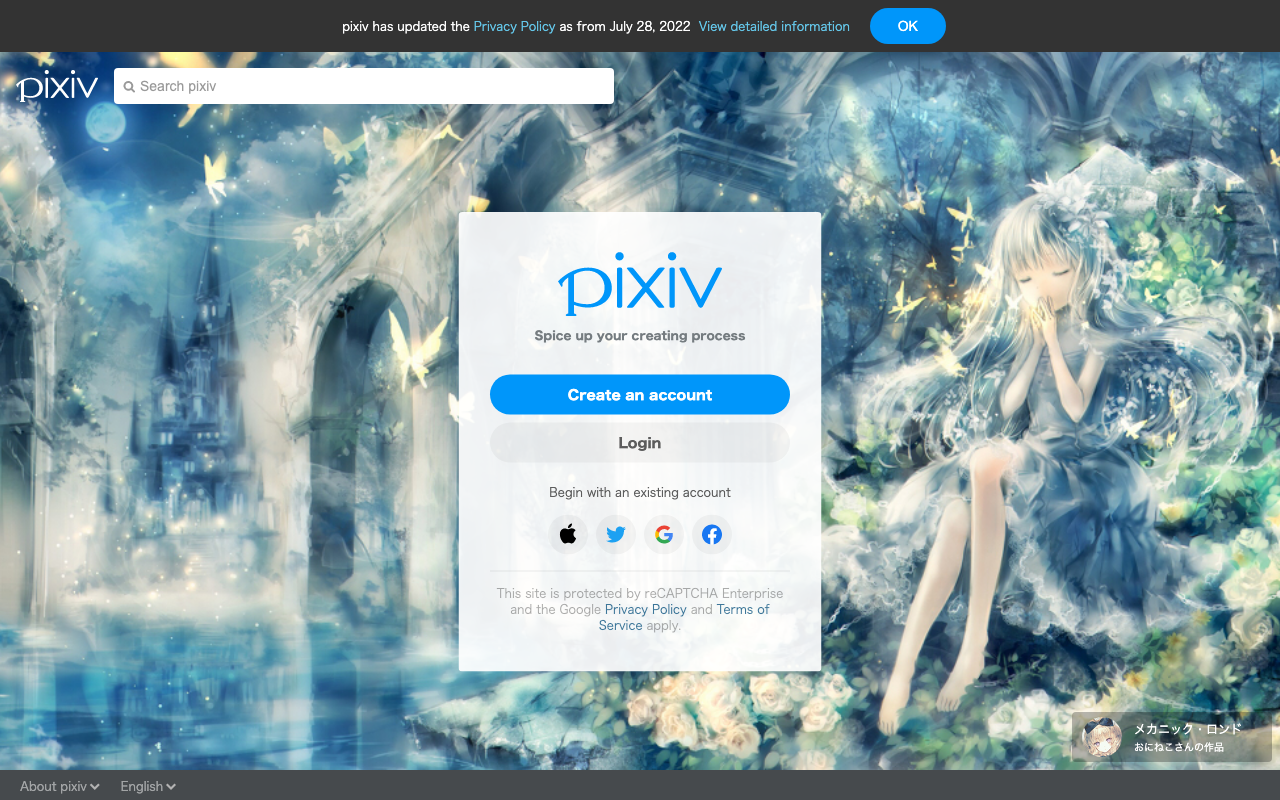 pixiv has updated the Privacy Policy as from July 28, 2022 View detailed information OK
pixiv Search pixiv
pixiv
Spice up your creating process
Create an account
Login
Begin with an existing account
This site is protected by reCAPTCHA Enterprise
and the Google Privacy Policy and Terms of
Service apply.
メカニック・ロンド
おにねこさんの作品
About pixiv English